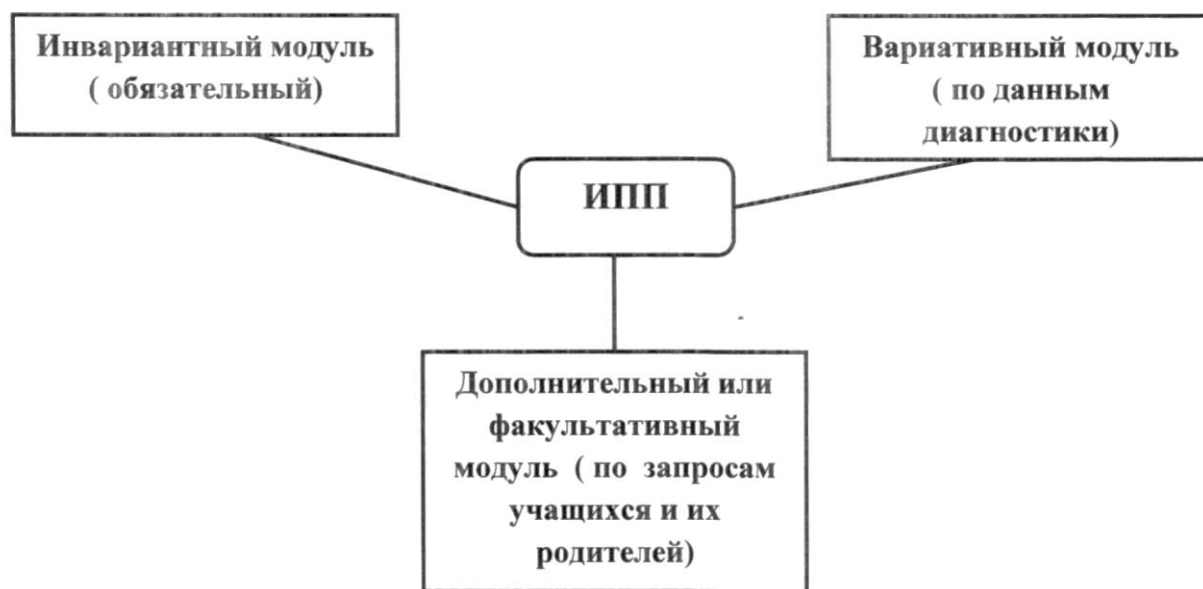 Инвариантный модуль
( обязательный)
Вариативный модуль
( по данным
диагностики)
ИПП
Дополнительный или
факультативный
модуль ( по запросам
учащихся и их
родителей)